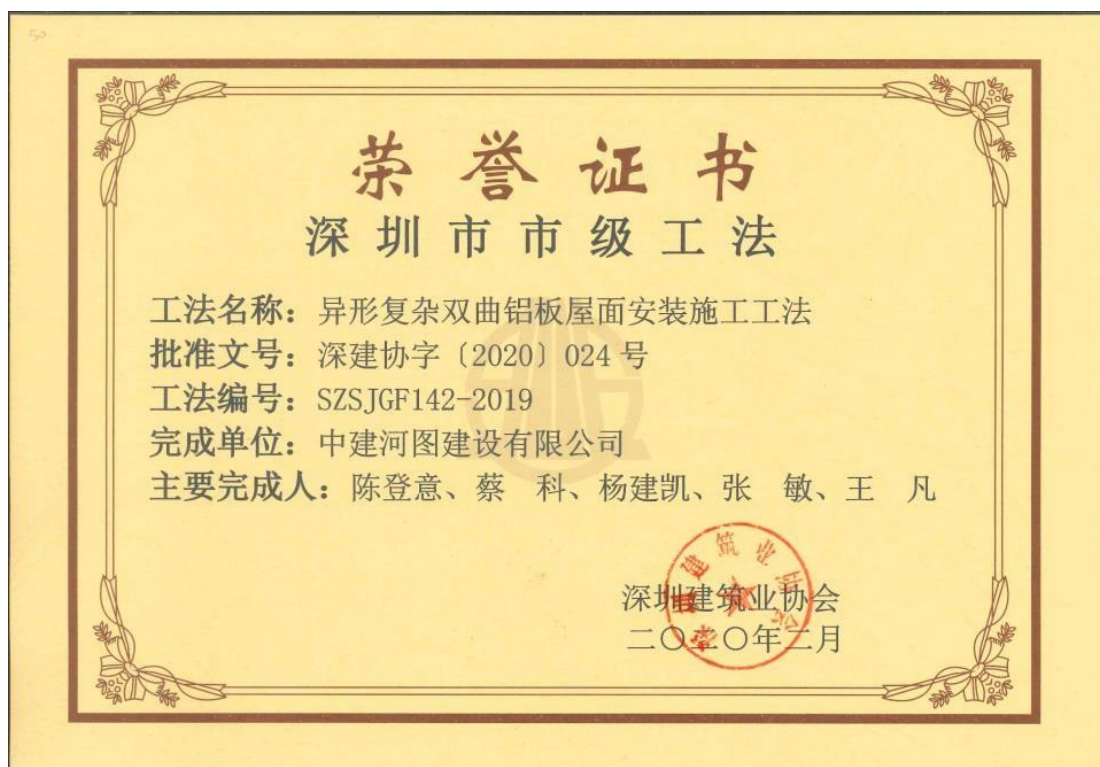 荣誉证书
深圳市市级工法
工法名称：异形复杂双曲铝板屋面安装施工工法
批准文号：深建协字〔2020〕024号
工法编号：SZSJGF142-2019
完成单位：中建河图建设有限公司
主要完成人：陈登意、蔡　科、杨建凯、张　敏、王　凡
深圳建筑业协会
二〇二〇年二月